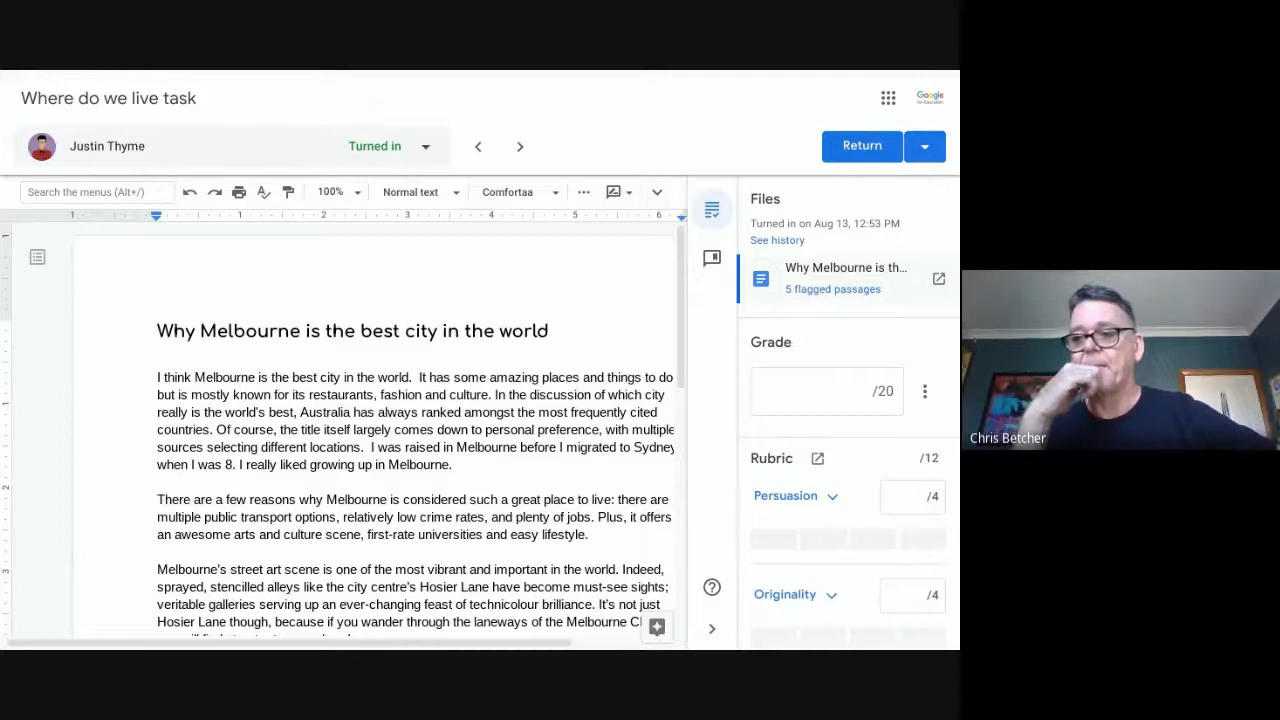 Where do we live task
Google
for Education
Justin Thyme
Turned in
Return
Search the menus (Alt+/)
100%
Normal text
Comfortaa
1 1 2 3 4 5 6
Why Melbourne is the best city in the world
I think Melbourne is the best city in the world. It has some amazing places and things to do
but is mostly known for its restaurants, fashion and culture. In the discussion of which city
really is the world's best, Australia has always ranked amongst the most frequently cited
countries. Of course, the title itself largely comes down to personal preference, with multiple
sources selecting different locations. I was raised in Melbourne before I migrated to Sydney
when I was 8. I really liked growing up in Melbourne.
There are a few reasons why Melbourne is considered such a great place to live: there are
multiple public transport options, relatively low crime rates, and plenty of jobs. Plus, it offers
an awesome arts and culture scene, first-rate universities and easy lifestyle.
Melbourne's street art scene is one of the most vibrant and important in the world. Indeed,
sprayed, stencilled alleys like the city centre's Hosier Lane have become must-see sights;
veritable galleries serving up an ever-changing feast of technicolour brilliance. It's not just
Hosier Lane though, because if you wander through the laneways of the Melbourne C
Files
Turned in on Aug 13, 12:53 PM
See history
Why Melbourne is th...
5 flagged passages
Grade
/20
Rubric
/12
Persuasion
/4
Originality
/4
Chris Betcher